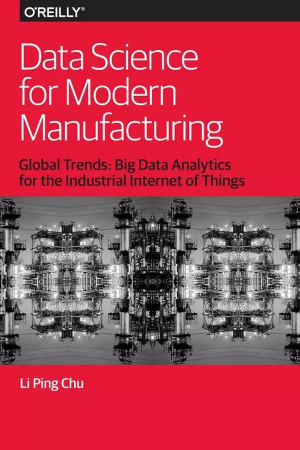 O'REILLY®
Data Science
for Modern
Manufacturing
Global Trends: Big Data Analytics
for the Industrial Internet of Things
Li Ping Chu